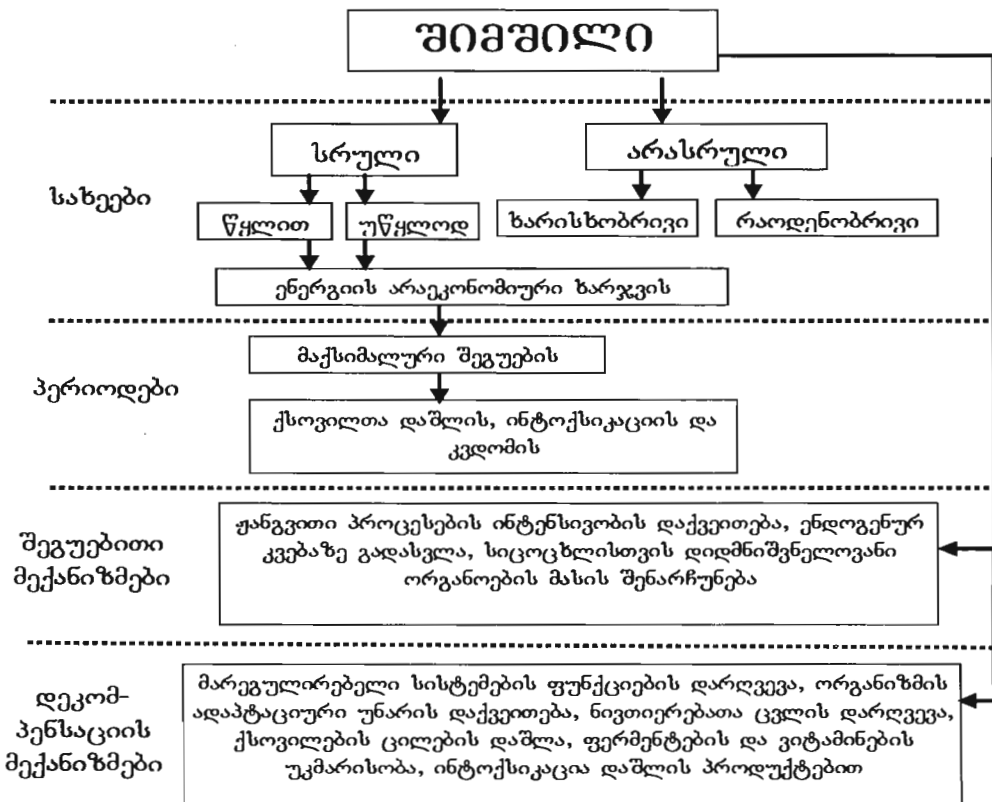 შიმშილი
სრული
არასრული
სახეები
წყლით
უწყლოდ
ხარისხობრივი
რაოდენობრივი
ენერგიის არაეკონომიური ხარჯვის
მაქსიმალური შეგუების
პერიოდები
ქსოვილთა დაშლის, ინტოქსიკაციის და
კვდომის
შეგუებითი
მექანიზმები
ჟანგვითი პროცესების ინტენსივობის დაქვეითება, ენდოგენურ
კვებაზე გადასვლა, სიცოცხლისთვის დიდმნიშვნელოვანი
ორგანოების მასის შენარჩუნება
დეკომ-
პენსაციის
მექანიზმები
მარეგულირებელი სისტემების ფუნქციების დარღვევა, ორგანიზმის
ადაპტაციური უნარის დაქვეითება, ნივთიერებათა ცვლის დარღვევა,
ქსოვილების ცილების დაშლა, ფერმენტების და ვიტამინების
უკმარისობა, ინტოქსიკაცია დაშლის პროდუქტებით